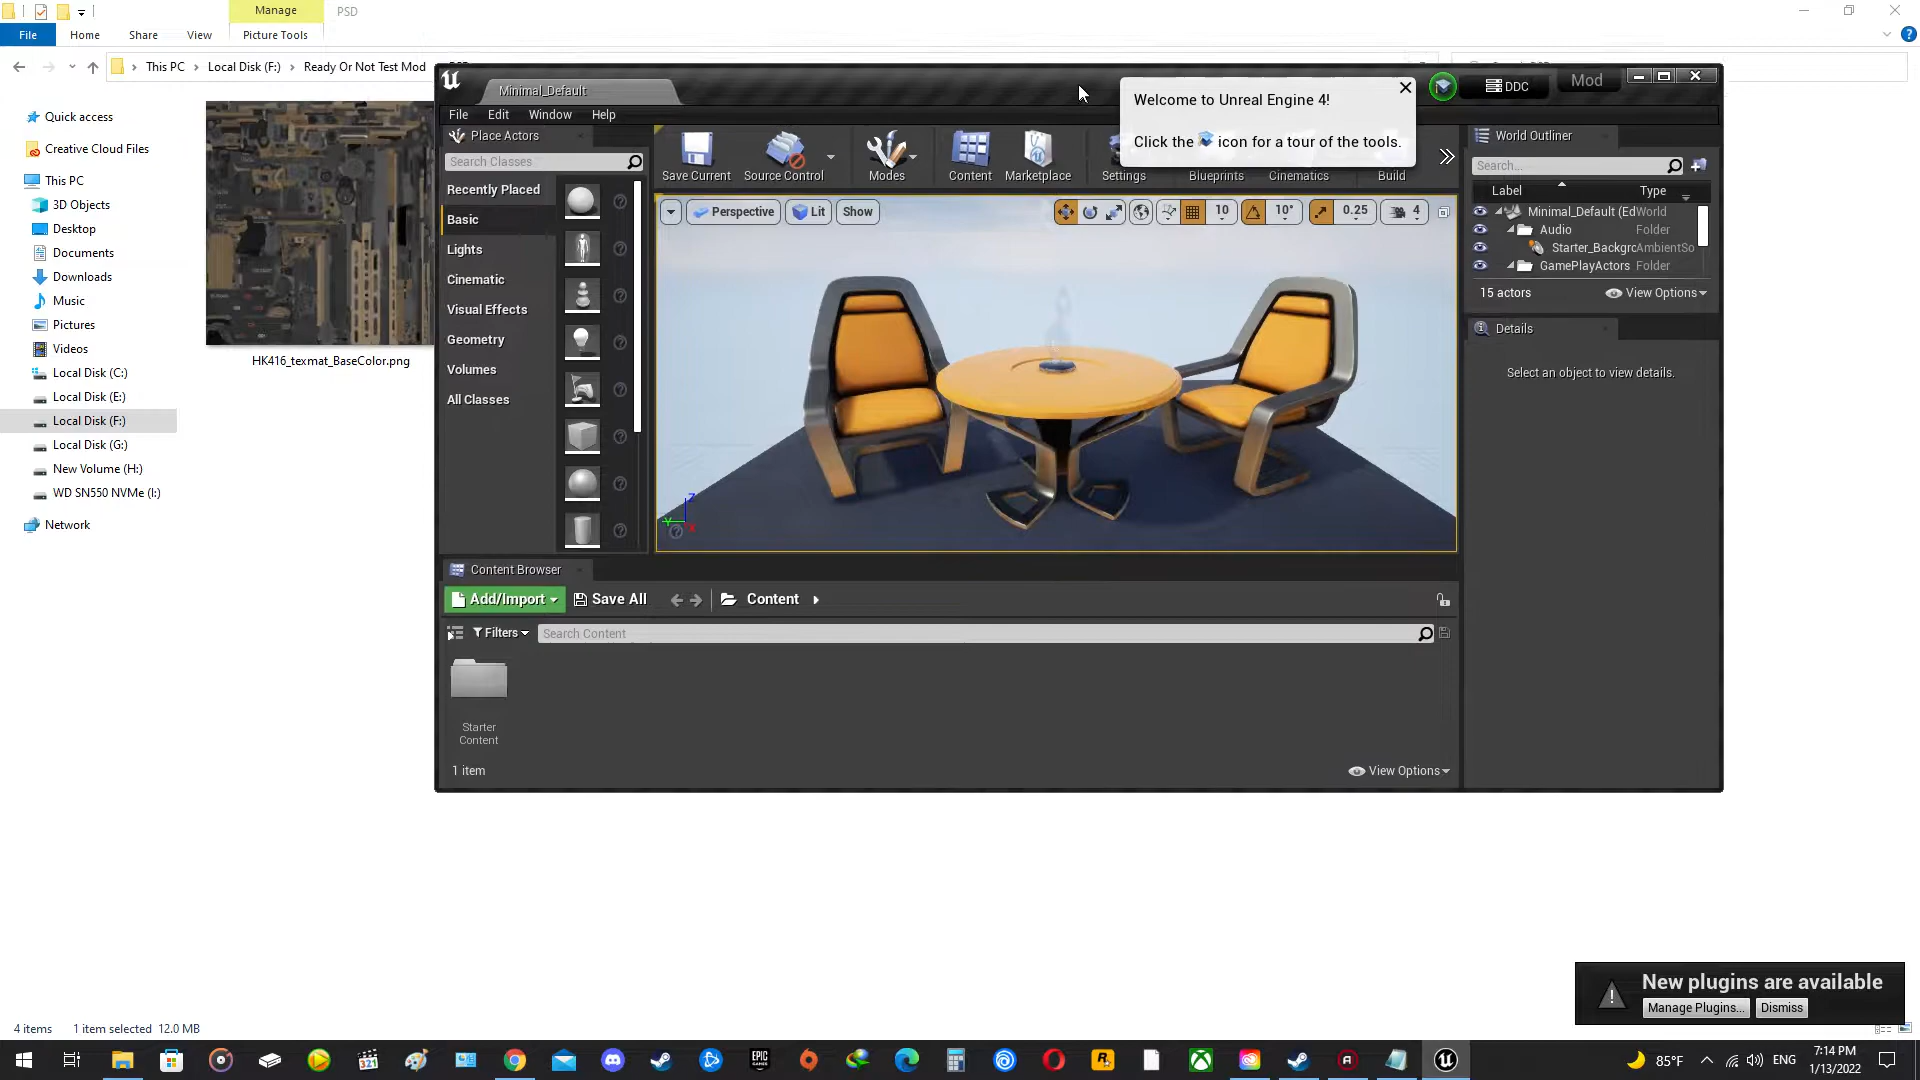 Manage
PSD
File
Home
Share
View
Picture Tools
This PC
Local Disk (F:)
Ready Or Not Test Mod
Quick access
Creative Cloud Files
This PC
3D Objects
Desktop
Documents
Downloads
Music
Pictures
Videos
Local Disk (C:)
Local Disk (E:)
Local Disk (F:)
Local Disk (G:)
New Volume (H:)
WD SN550 NVMe (I:)
Network
HK416_texmat_BaseColor.png
4 items
1 item selected 12.0 MB
Minimal_Default
DDC
Mod
File
Edit
Window
Help
Welcome to Unreal Engine 4!
Click the icon for a tour of the tools.
Place Actors
Search Classes
Recently Placed
Basic
Lights
Cinematic
Visual Effects
Geometry
Volumes
All Classes
Save Current
Source Control
Modes
Content
Marketplace
Settings
Blueprints
Cinematics
Build
Perspective
Lit
Show
10
10°
0.25
4
World Outliner
Search...
Label
Type
Minimal_Default (Ed
World
Audio
Folder
Starter_Backgrc
AmbientSo
GamePlayActors
Folder
15 actors
View Options
Details
Select an object to view details.
Content Browser
Add/Import
Save All
Content
Filters
Search Content
Starter
Content
1 item
View Options
New plugins are available
Manage Plugins...
Dismiss
321
EPIC
GAMES
85°F
ENG
7:14 PM
1/13/2022